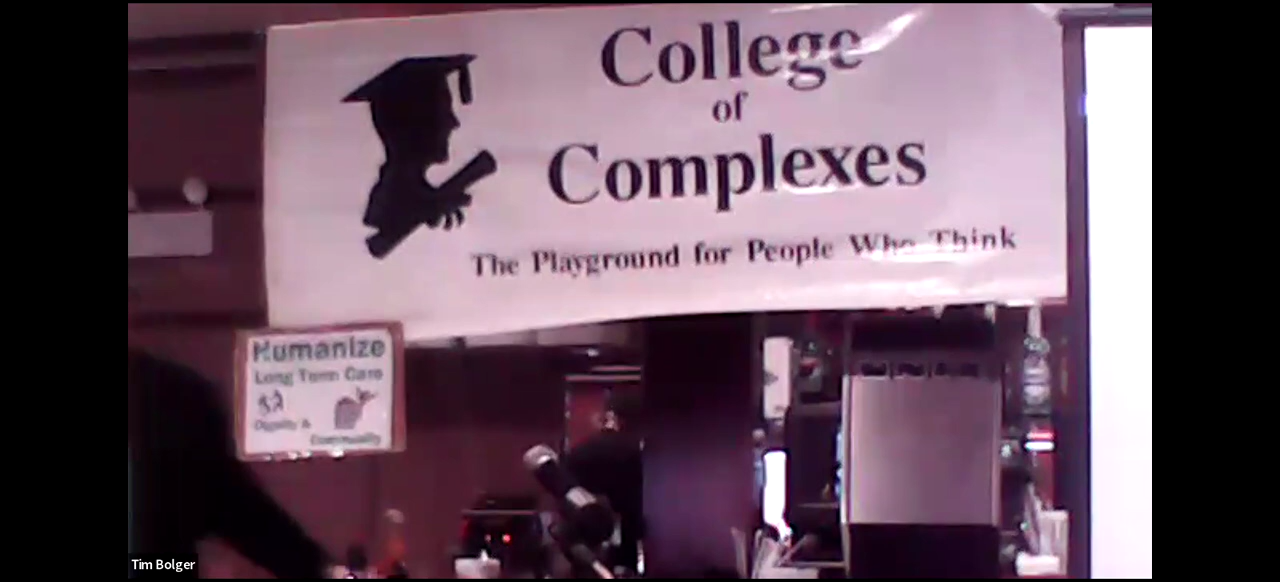 College
of
Complexes
The Playground for People Who Think
Humanize
Long Term Care
Dignity &
Community
Tim Bolger